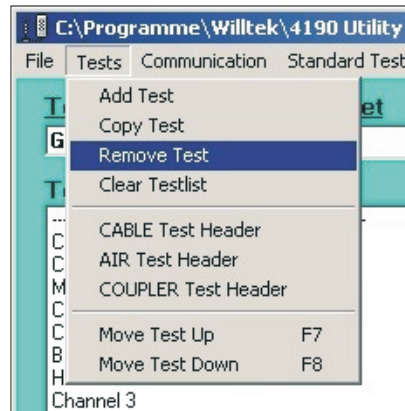 C:\Programme\Willtek\4190 Utility
File Tests Communication Standard Test
et
G
Add Test
Copy Test
Remove Test
Clear Testlist
CABLE Test Header
AIR Test Header
COUPLER Test Header
Move Test Up F7
Move Test Down F8
C
C
M
C
C
B
H
Channel 3